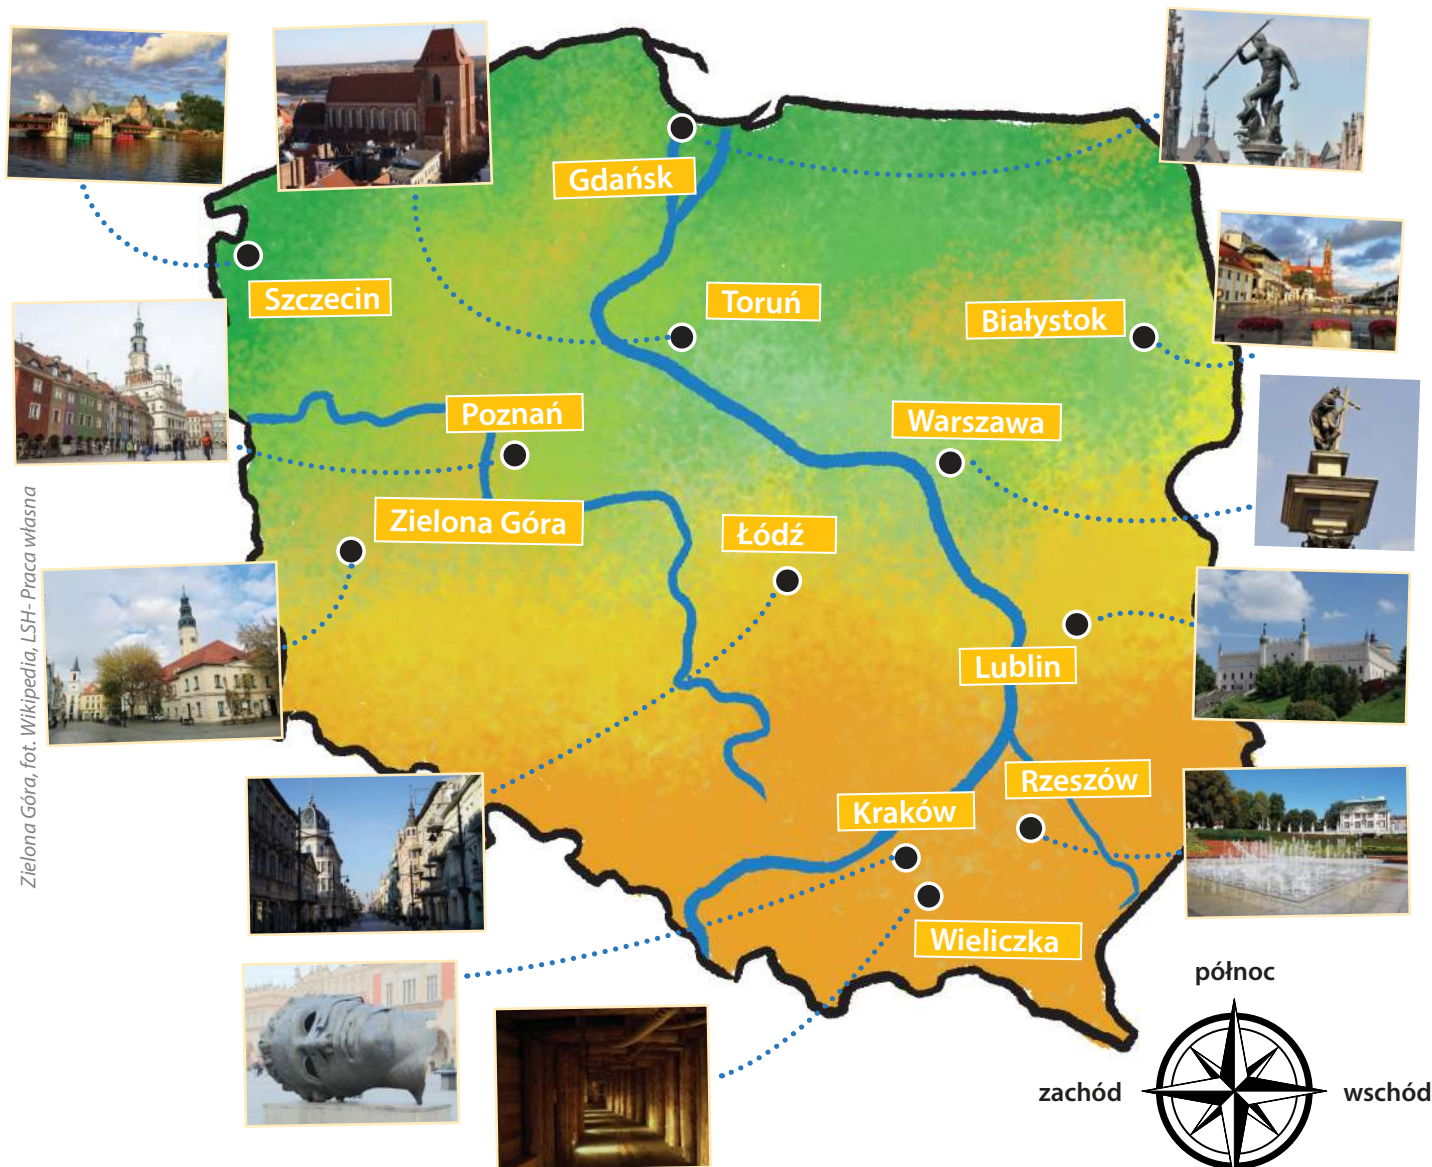 Gdańsk
Szczecin
Toruń
Białystok
Poznań
Warszawa
Zielona Góra
Łódź
Lublin
Rzeszów
Kraków
Wieliczka
północ
zachód
wschód
Zielona Góra, fot. Wikipedia, LSH- Praca własna